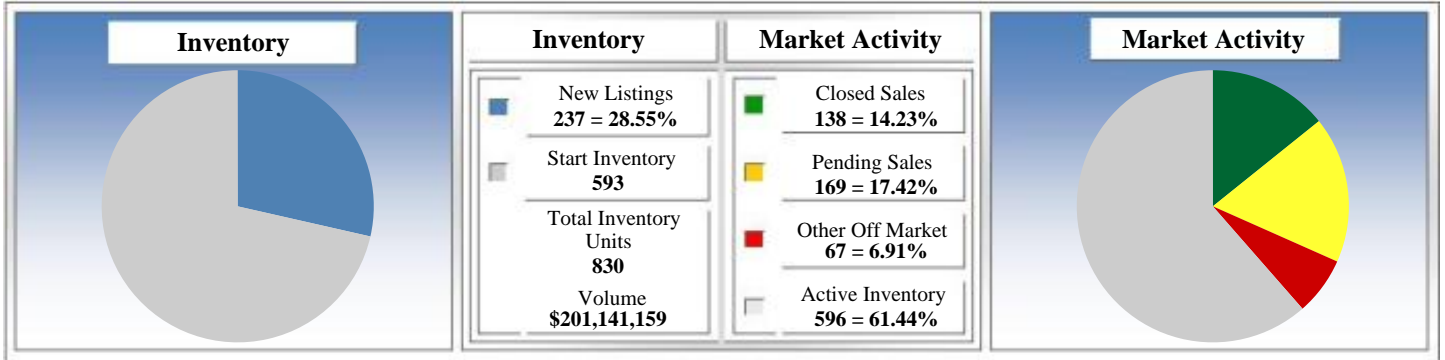 Inventory
Inventory
New Listings
237 = 28.55%
Start Inventory
593
Total Inventory
Units
830
Volume
$201,141,159
Market Activity
Closed Sales
138 = 14.23%
Pending Sales
169 = 17.42%
Other Off Market
67 = 6.91%
Active Inventory
596 = 61.44%
Market Activity